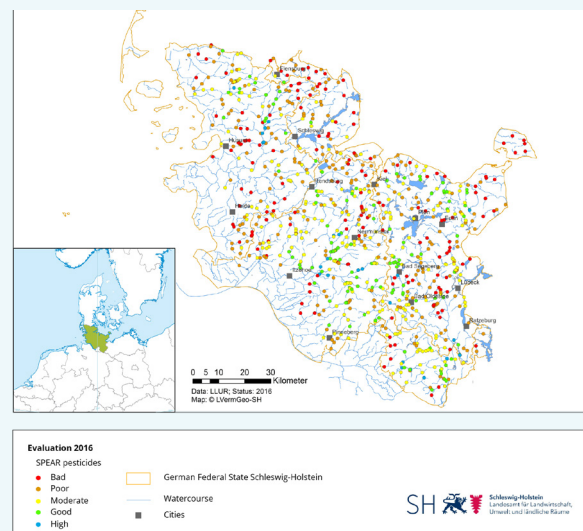 Flensburg
Schleswig
Husum
Rendsburg
Kiel
Heide
Plön
Eutin
Neumünster
Itzehoe
Bad Segeberg
Lübeck
Bad Oldesloe
Ratzeburg
Pinneberg
0 5 10 20 30
Kilometer
Data: LLUR; Status: 2016
Map: © LVermGeo-SH
Evaluation 2016
SPEAR pesticides
Bad
Poor
Moderate
Good
High
German Federal State Schleswig-Holstein
Watercourse
Cities
SH
Schleswig-Holstein
Landesamt für Landwirtschaft,
Umwelt und ländliche Räume